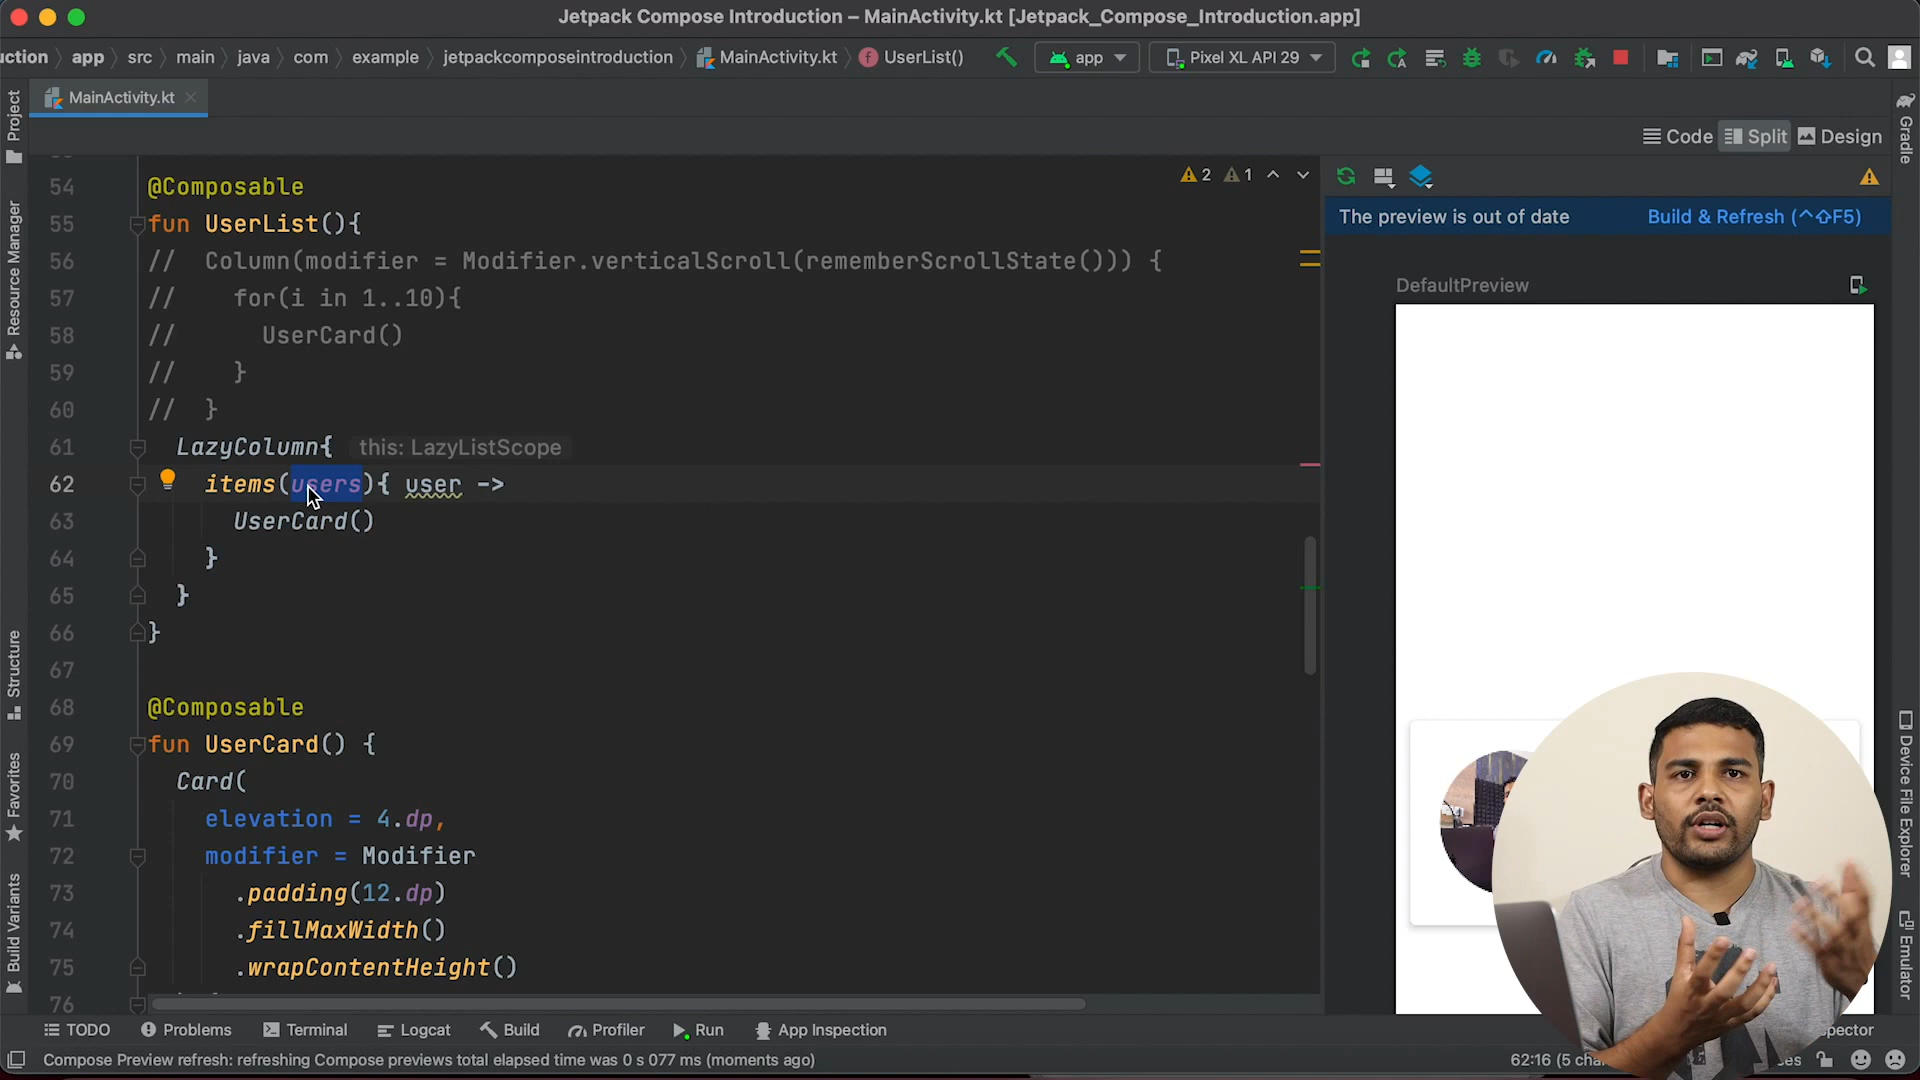 Jetpack Compose Introduction – MainActivity.kt [Jetpack_Compose_Introduction.app]
uction app src main java com example jetpackcomposeintroduction MainActivity.kt UserList() app Pixel XL API 29
MainActivity.kt
Code Split Design
54 @Composable
2 1
55 fun UserList(){
56 // Column(modifier = Modifier.verticalScroll(rememberScrollState())) {
57 // for(i in 1..10){
58 // UserCard()
59 // }
60 // }
61 LazyColumn{ this: LazyListScope
62 items(users){ user ->
63 UserCard()
64 }
65 }
66 }
67
68 @Composable
69 fun UserCard() {
70 Card(
71 elevation = 4.dp,
72 modifier = Modifier
73 .padding(12.dp)
74 .fillMaxWidth()
75 .wrapContentHeight()
76
The preview is out of date Build & Refresh (^⇧F5)
DefaultPreview
Project
Resource Manager
Structure
Favorites
Build Variants
Gradle
Device File Explorer
Emulator
TODO Problems Terminal Logcat Build Profiler Run App Inspection
Compose Preview refresh: refreshing Compose previews total elapsed time was 0 s 077 ms (moments ago) 62:16 (5